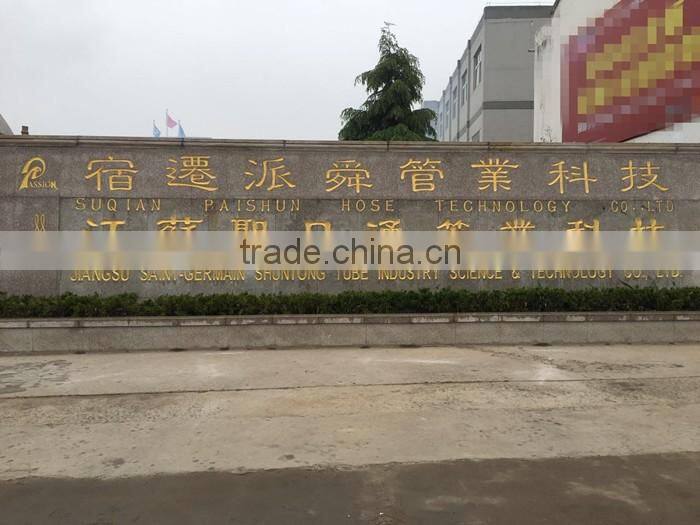 PASSION
宿遷派舜管業科技
SUQIAN PAISHUN HOSE TECHNOLOGY CO.,LTD
trade.china.cn
JIANGSU SAINT-GERMAIN SHUNTONG TUBE INDUSTRY SCIENCE & TECHNOLOGY CO., LTD.